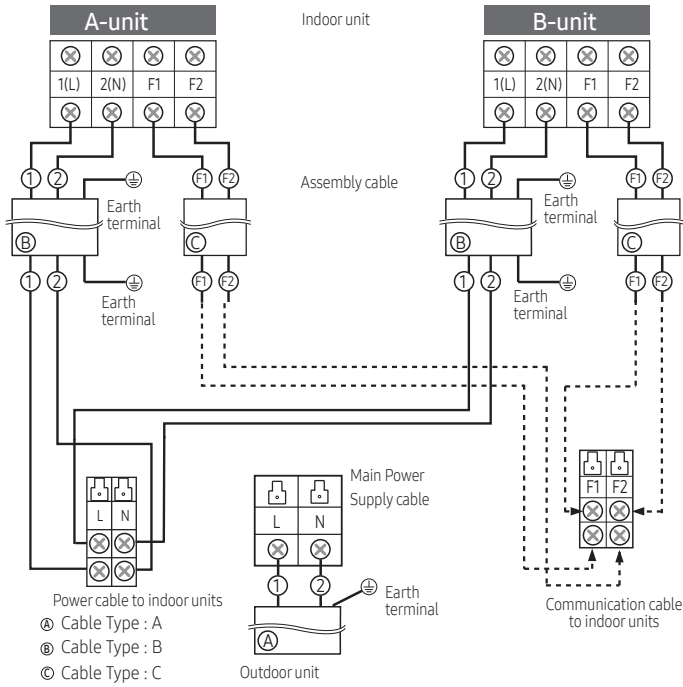 A-unit
Indoor unit
B-unit
1(L) 2(N) F1 F2
1(L) 2(N) F1 F2
1 2 F1 F2
Assembly cable
1 2 F1 F2
Earth
terminal
Earth
terminal
B C
B C
1 2 F1 F2
1 2 F1 F2
Earth
terminal
Earth
terminal
L N
Main Power
Supply cable
L N
F1 F2
1 2
Earth
terminal
Power cable to indoor units
Communication cable
to indoor units
A Cable Type : A
B Cable Type : B
C Cable Type : C
A
Outdoor unit